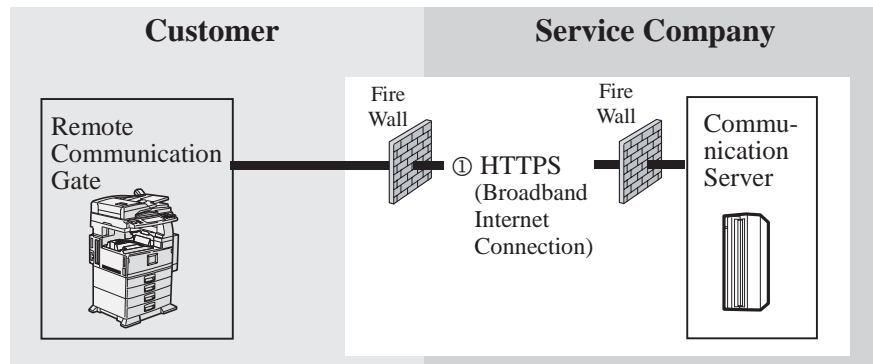 Customer
Service Company
Remote
Communication
Gate
Fire
Wall
① HTTPS
(Broadband
Internet
Connection)
Fire
Wall
Commu-
nication
Server